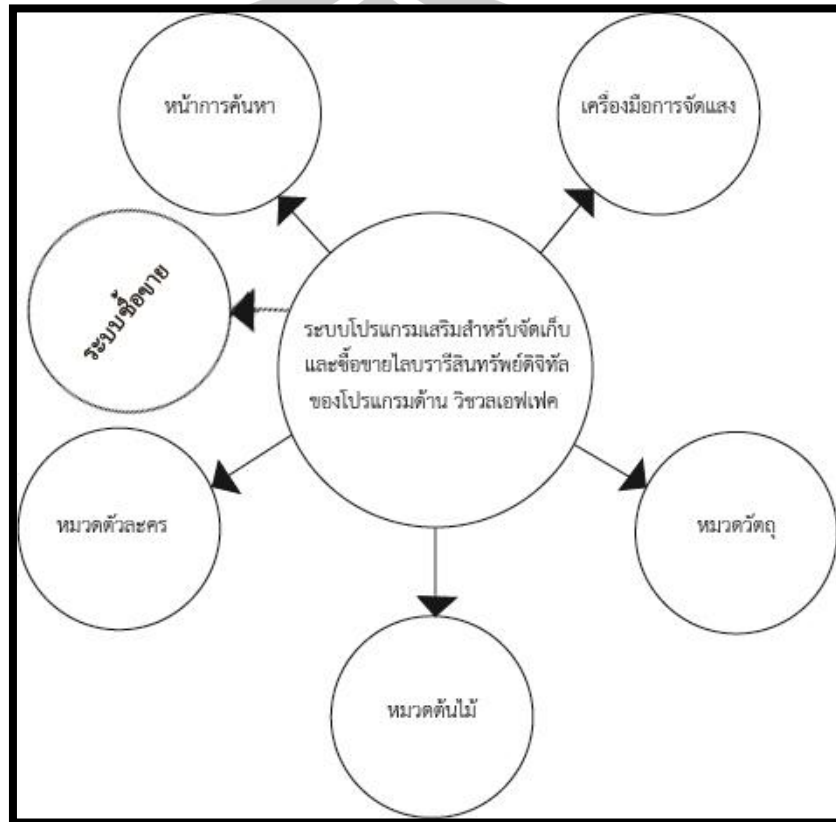 หน้าการค้นหา
เครื่องมือการจัดแสง
ระบบซื้อขาย
ระบบโปรแกรมเสริมสำหรับจัดเก็บ
และซื้อขายไลบรารีสินทรัพย์ดิจิทัล
ของโปรแกรมด้าน วิชวลเอฟเฟค
หมวดตัวละคร
หมวดวัตถุ
หมวดต้นไม้